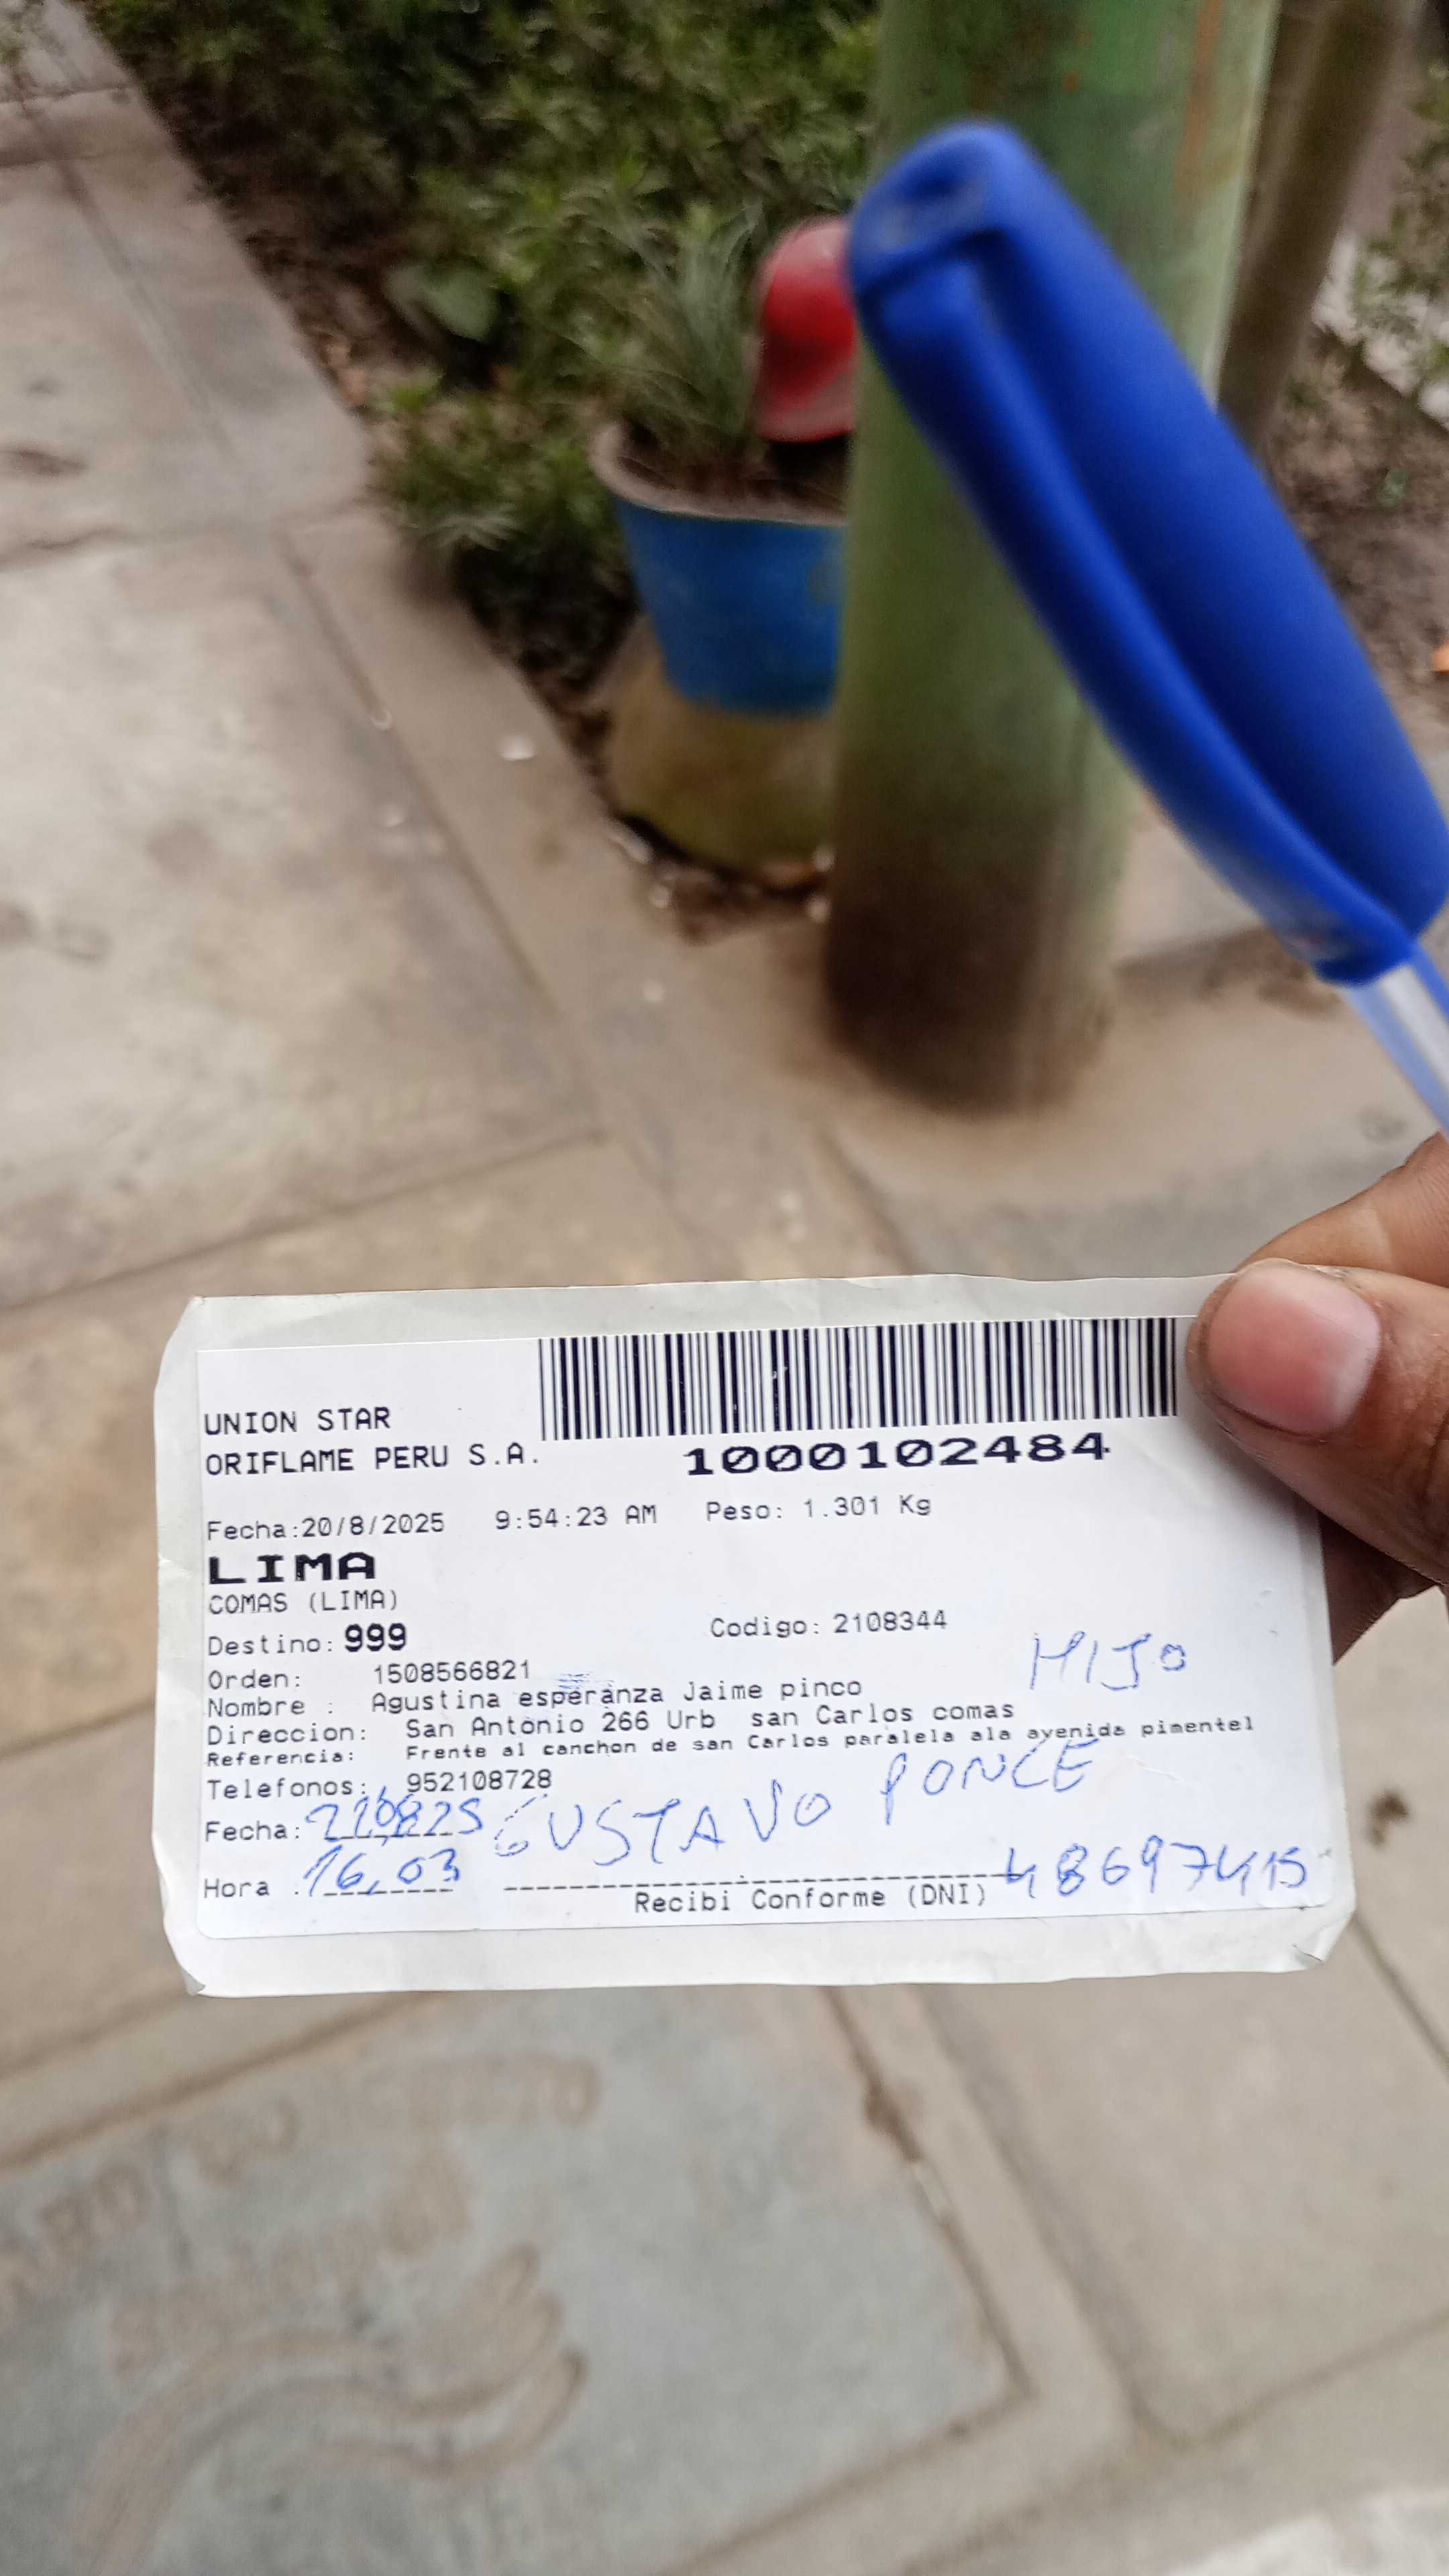 UNION STAR
ORIFLAME PERU S.A.
1000102484
Fecha:20/8/2025 9:54:23 AM Peso: 1.301 Kg
LIMA
COMAS (LIMA)
Destino: 999 Codigo: 2108344
Orden: 1508566821
HIJO
Nombre : Agustina esperanza Jaime pinco
Direccion: San Antonio 266 Urb san Carlos comas
Referencia: Frente al canchon de san Carlos paralela ala avenida pimentel
Telefonos: 952108728
Fecha: GUSTAVO PONCE
Hora : 16,03 48697415
Recibi Conforme (DNI)